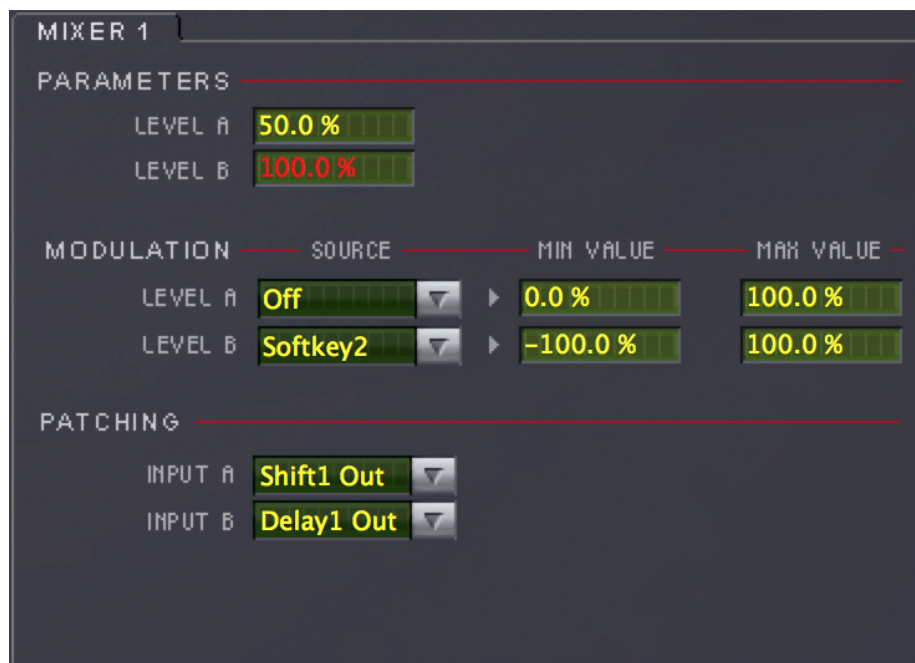 MIXER 1
PARAMETERS
LEVEL A 50.0 %
LEVEL B 100.0 %
MODULATION SOURCE MIN VALUE MAX VALUE
LEVEL A Off 0.0 % 100.0 %
LEVEL B Softkey2 -100.0 % 100.0 %
PATCHING
INPUT A Shift1 Out
INPUT B Delay1 Out